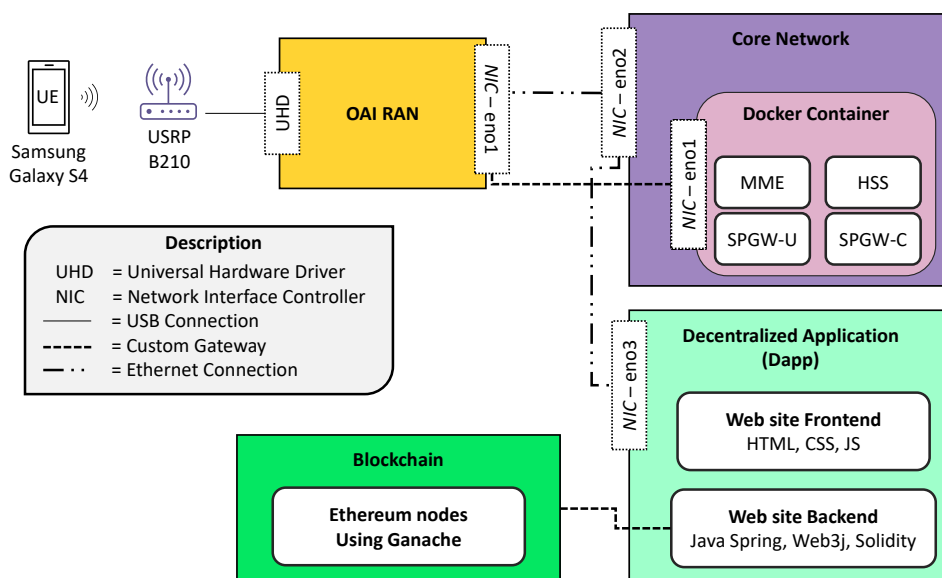 UE
Samsung
Galaxy S4
USRP
B210
UHD
OAI RAN
NIC – eno1
NIC – eno2
Core Network
Docker Container
NIC – eno1
MME
HSS
SPGW-U
SPGW-C
Description
UHD = Universal Hardware Driver
NIC = Network Interface Controller
= USB Connection
= Custom Gateway
= Ethernet Connection
NIC – eno3
Decentralized Application
(Dapp)
Web site Frontend
HTML, CSS, JS
Web site Backend
Java Spring, Web3j, Solidity
Blockchain
Ethereum nodes
Using Ganache